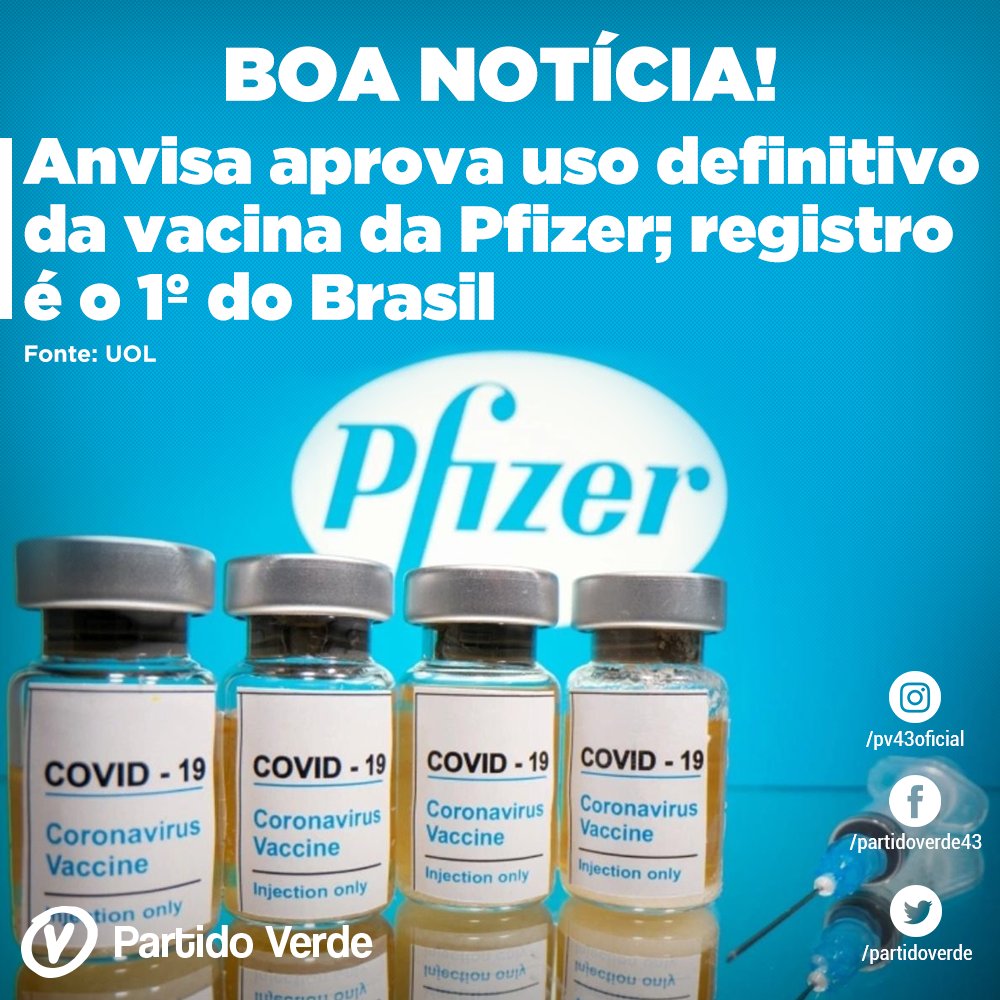 BOA NOTÍCIA!
Anvisa aprova uso definitivo
da vacina da Pfizer; registro
é o 1º do Brasil
Fonte: UOL
Pfizer
COVID - 19
Coronavirus
Vaccine
Injection only
COVID - 19
Coronavirus
Vaccine
Injection only
COVID - 19
Coronavirus
Vaccine
Injection only
COVID - 19
Coronavirus
Vaccine
Injection only
/pv43oficial
/partidoverde43
/partidoverde
Partido Verde